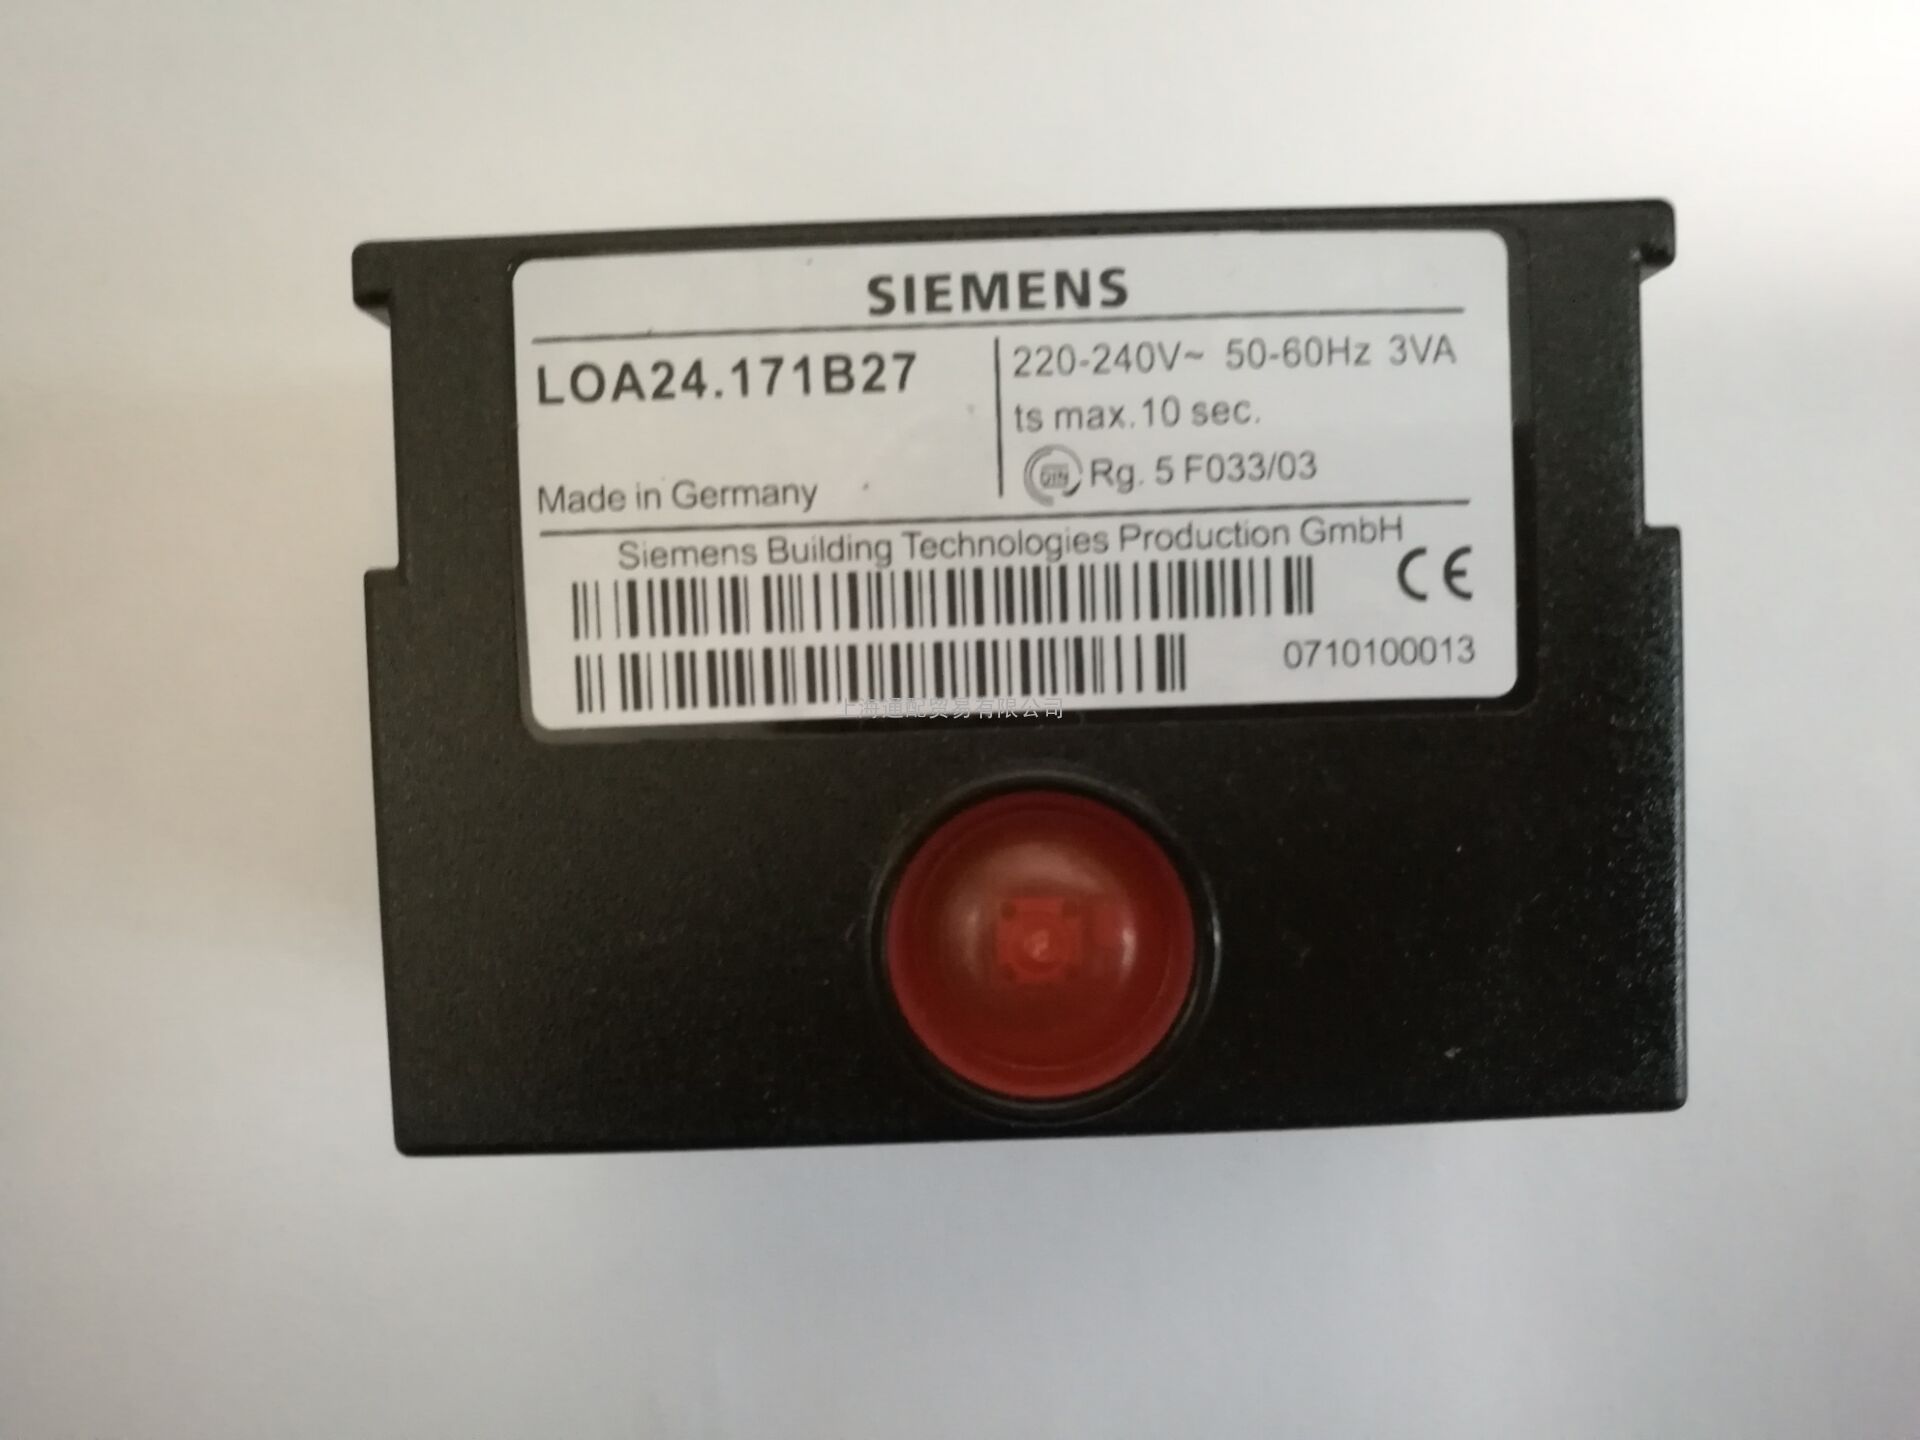 SIEMENS
LOA24.171B27
220-240V~ 50-60Hz 3VA
ts max.10 sec.
DIN Rg. 5 F033/03
Made in Germany
Siemens Building Technologies Production GmbH
CE
0710100013
上海通配贸易有限公司